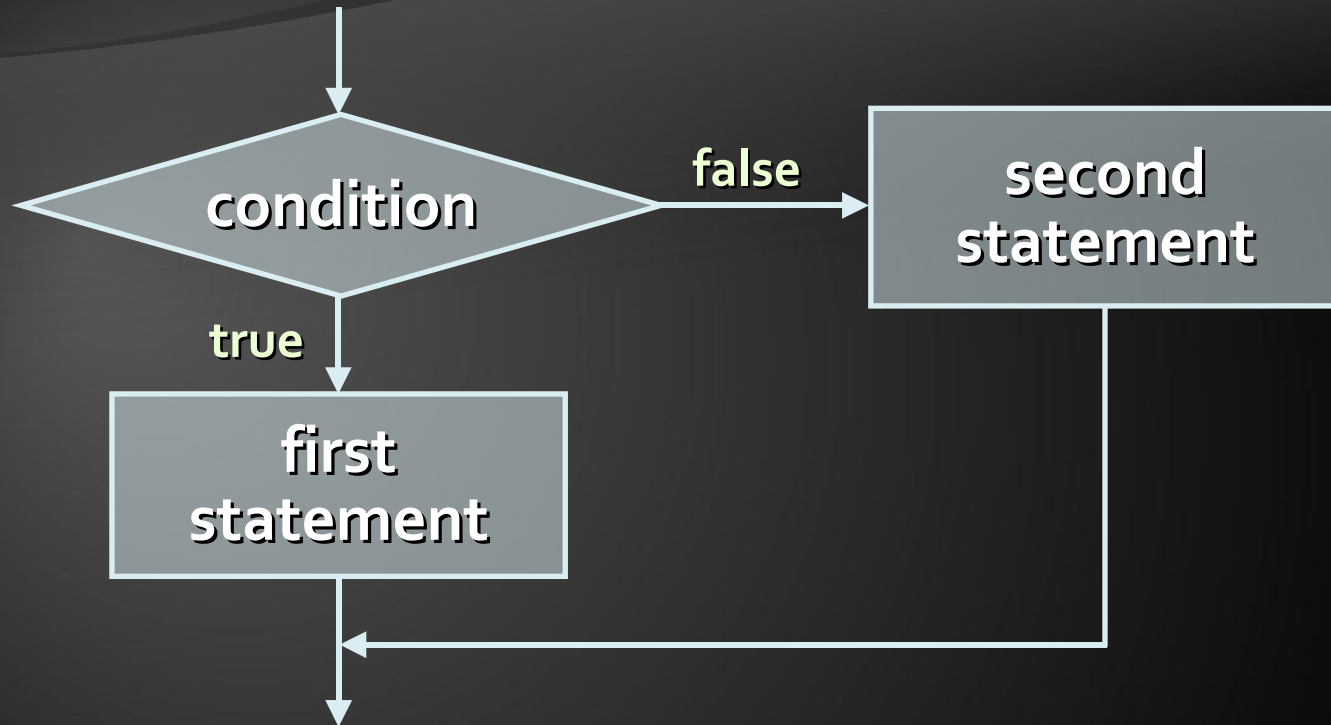 condition
false
second
statement
true
first
statement